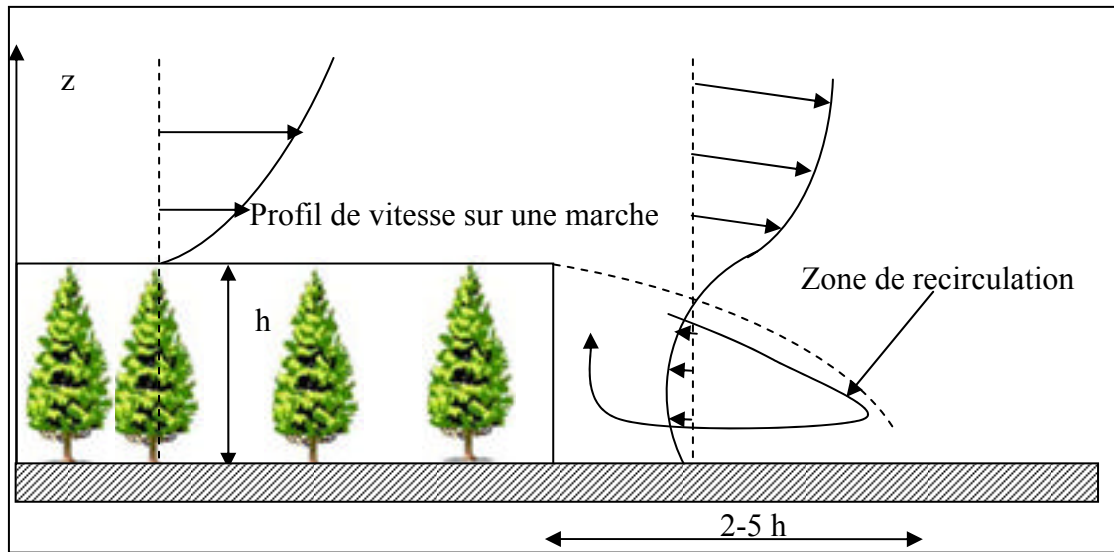 z
Profil de vitesse sur une marche
Zone de recirculation
h
2-5 h